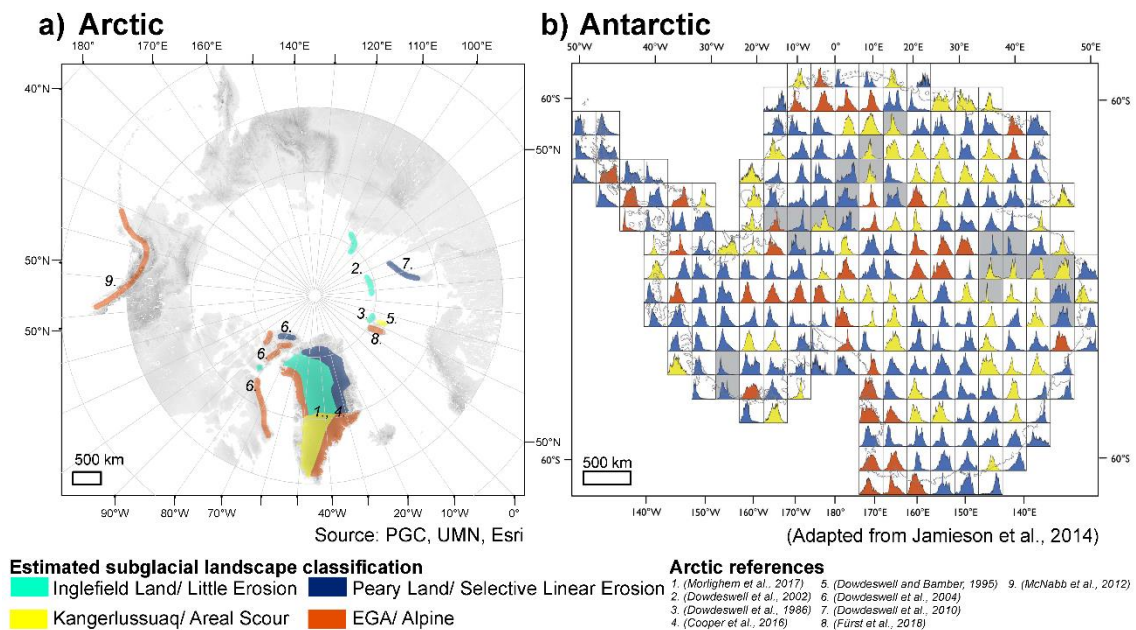 a) Arctic
180° 170°E 160°E 140°E 120°E 110°E 100°E
40°N
50°N
50°N
50°N
50°N
9.
2.
7.
3.
5.
8.
6.
6.
6.
1., 4.
500 km
90°W 80°W 60°W 40°W 20°W 10°W 0°
Source: PGC, UMN, Esri
b) Antarctic
50°W 40°W 30°W 20°W 10°W 0° 10°E 20°E 30°E 40°E 50°E
60°S
60°S
60°S
60°S
500 km
140°W 150°W 160°W 170°W 180°W 170°E 160°E 150°E 140°E
(Adapted from Jamieson et al., 2014)
Estimated subglacial landscape classification
Inglefield Land/ Little Erosion
Peary Land/ Selective Linear Erosion
Kangerlussuaq/ Areal Scour
EGA/ Alpine
Arctic references
1. (Morlighem et al.. 2017)
2. (Dowdeswell et al., 2002)
3. (Dowdeswell et al., 1986)
4. (Cooper et al., 2016)
5. (Dowdeswell and Bamber, 1995)
6. (Dowdeswell et al., 2004)
7. (Dowdeswell et al., 2010)
8. (Fürst et al., 2018)
9. (McNabb et al., 2012)